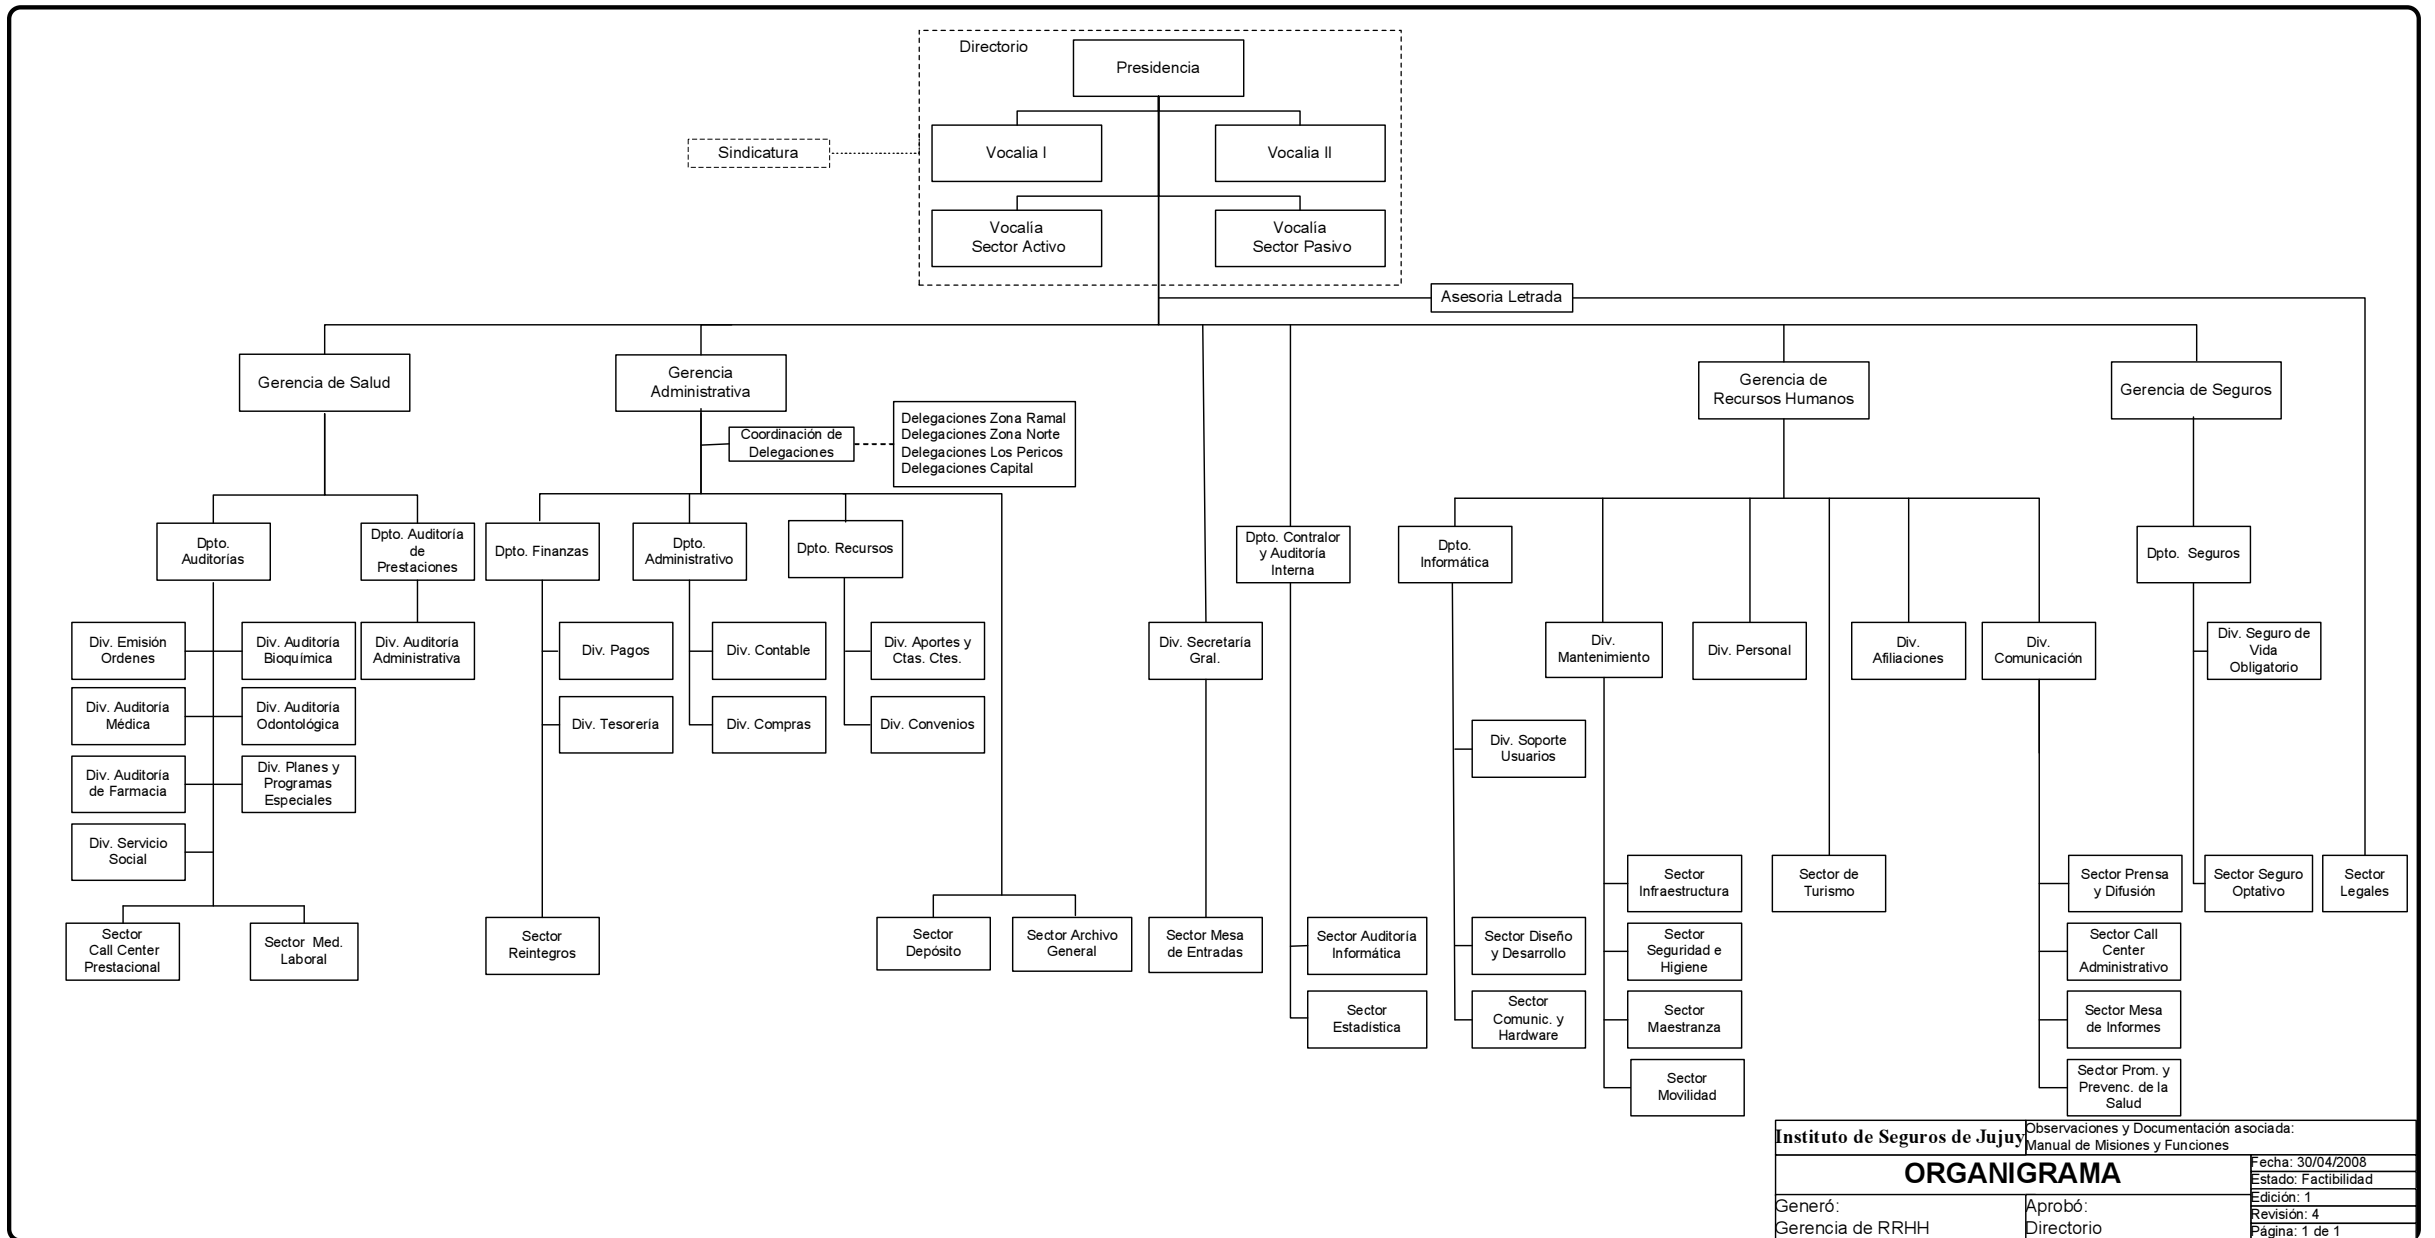 Directorio
Presidencia
Sindicatura
Vocalia I
Vocalia II
Vocalía
Sector Activo
Vocalía
Sector Pasivo
Asesoria Letrada
Gerencia de Salud
Gerencia
Administrativa
Gerencia de
Recursos Humanos
Gerencia de Seguros
Coordinación de
Delegaciones
Delegaciones Zona Ramal
Delegaciones Zona Norte
Delegaciones Los Pericos
Delegaciones Capital
Dpto.
Auditorías
Dpto. Auditoría
de
Prestaciones
Dpto. Finanzas
Dpto.
Administrativo
Dpto. Recursos
Dpto. Contralor
y Auditoría
Interna
Dpto.
Informática
Dpto. Seguros
Div. Emisión
Ordenes
Div. Auditoría
Bioquímica
Div. Auditoría
Administrativa
Div. Pagos
Div. Contable
Div. Aportes y
Ctas. Ctes.
Div. Secretaría
Gral.
Div.
Mantenimiento
Div. Personal
Div.
Afiliaciones
Div.
Comunicación
Div. Seguro de
Vida
Obligatorio
Div. Auditoría
Médica
Div. Auditoría
Odontológica
Div. Tesorería
Div. Compras
Div. Convenios
Div. Soporte
Usuarios
Div. Auditoría
de Farmacia
Div. Planes y
Programas
Especiales
Div. Servicio
Social
Sector
Infraestructura
Sector de
Turismo
Sector Prensa
y Difusión
Sector Seguro
Optativo
Sector
Legales
Sector
Call Center
Prestacional
Sector Med.
Laboral
Sector
Reintegros
Sector
Depósito
Sector Archivo
General
Sector Mesa
de Entradas
Sector Auditoría
Informática
Sector Diseño
y Desarrollo
Sector
Seguridad e
Higiene
Sector Call
Center
Administrativo
Sector
Estadística
Sector
Comunic. y
Hardware
Sector
Maestranza
Sector Mesa
de Informes
Sector
Movilidad
Sector Prom. y
Prevenc. de la
Salud
Instituto de Seguros de Jujuy
Observaciones y Documentación asociada:
Manual de Misiones y Funciones
ORGANIGRAMA
Fecha: 30/04/2008
Estado: Factibilidad
Edición: 1
Revisión: 4
Página: 1 de 1
Generó:
Gerencia de RRHH
Aprobó:
Directorio